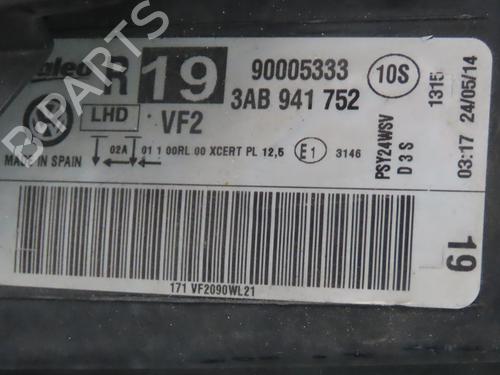 Valeo R 19 90005333 10S
LHD VF2 3AB 941 752
02A 01 1 00RL 00 XCERT PL 12,5 E1 3146
MADE IN SPAIN
PSY24WSV
D3S
1315
03:17 24/05/14
19
171 VF2090WL21
B-PARTS